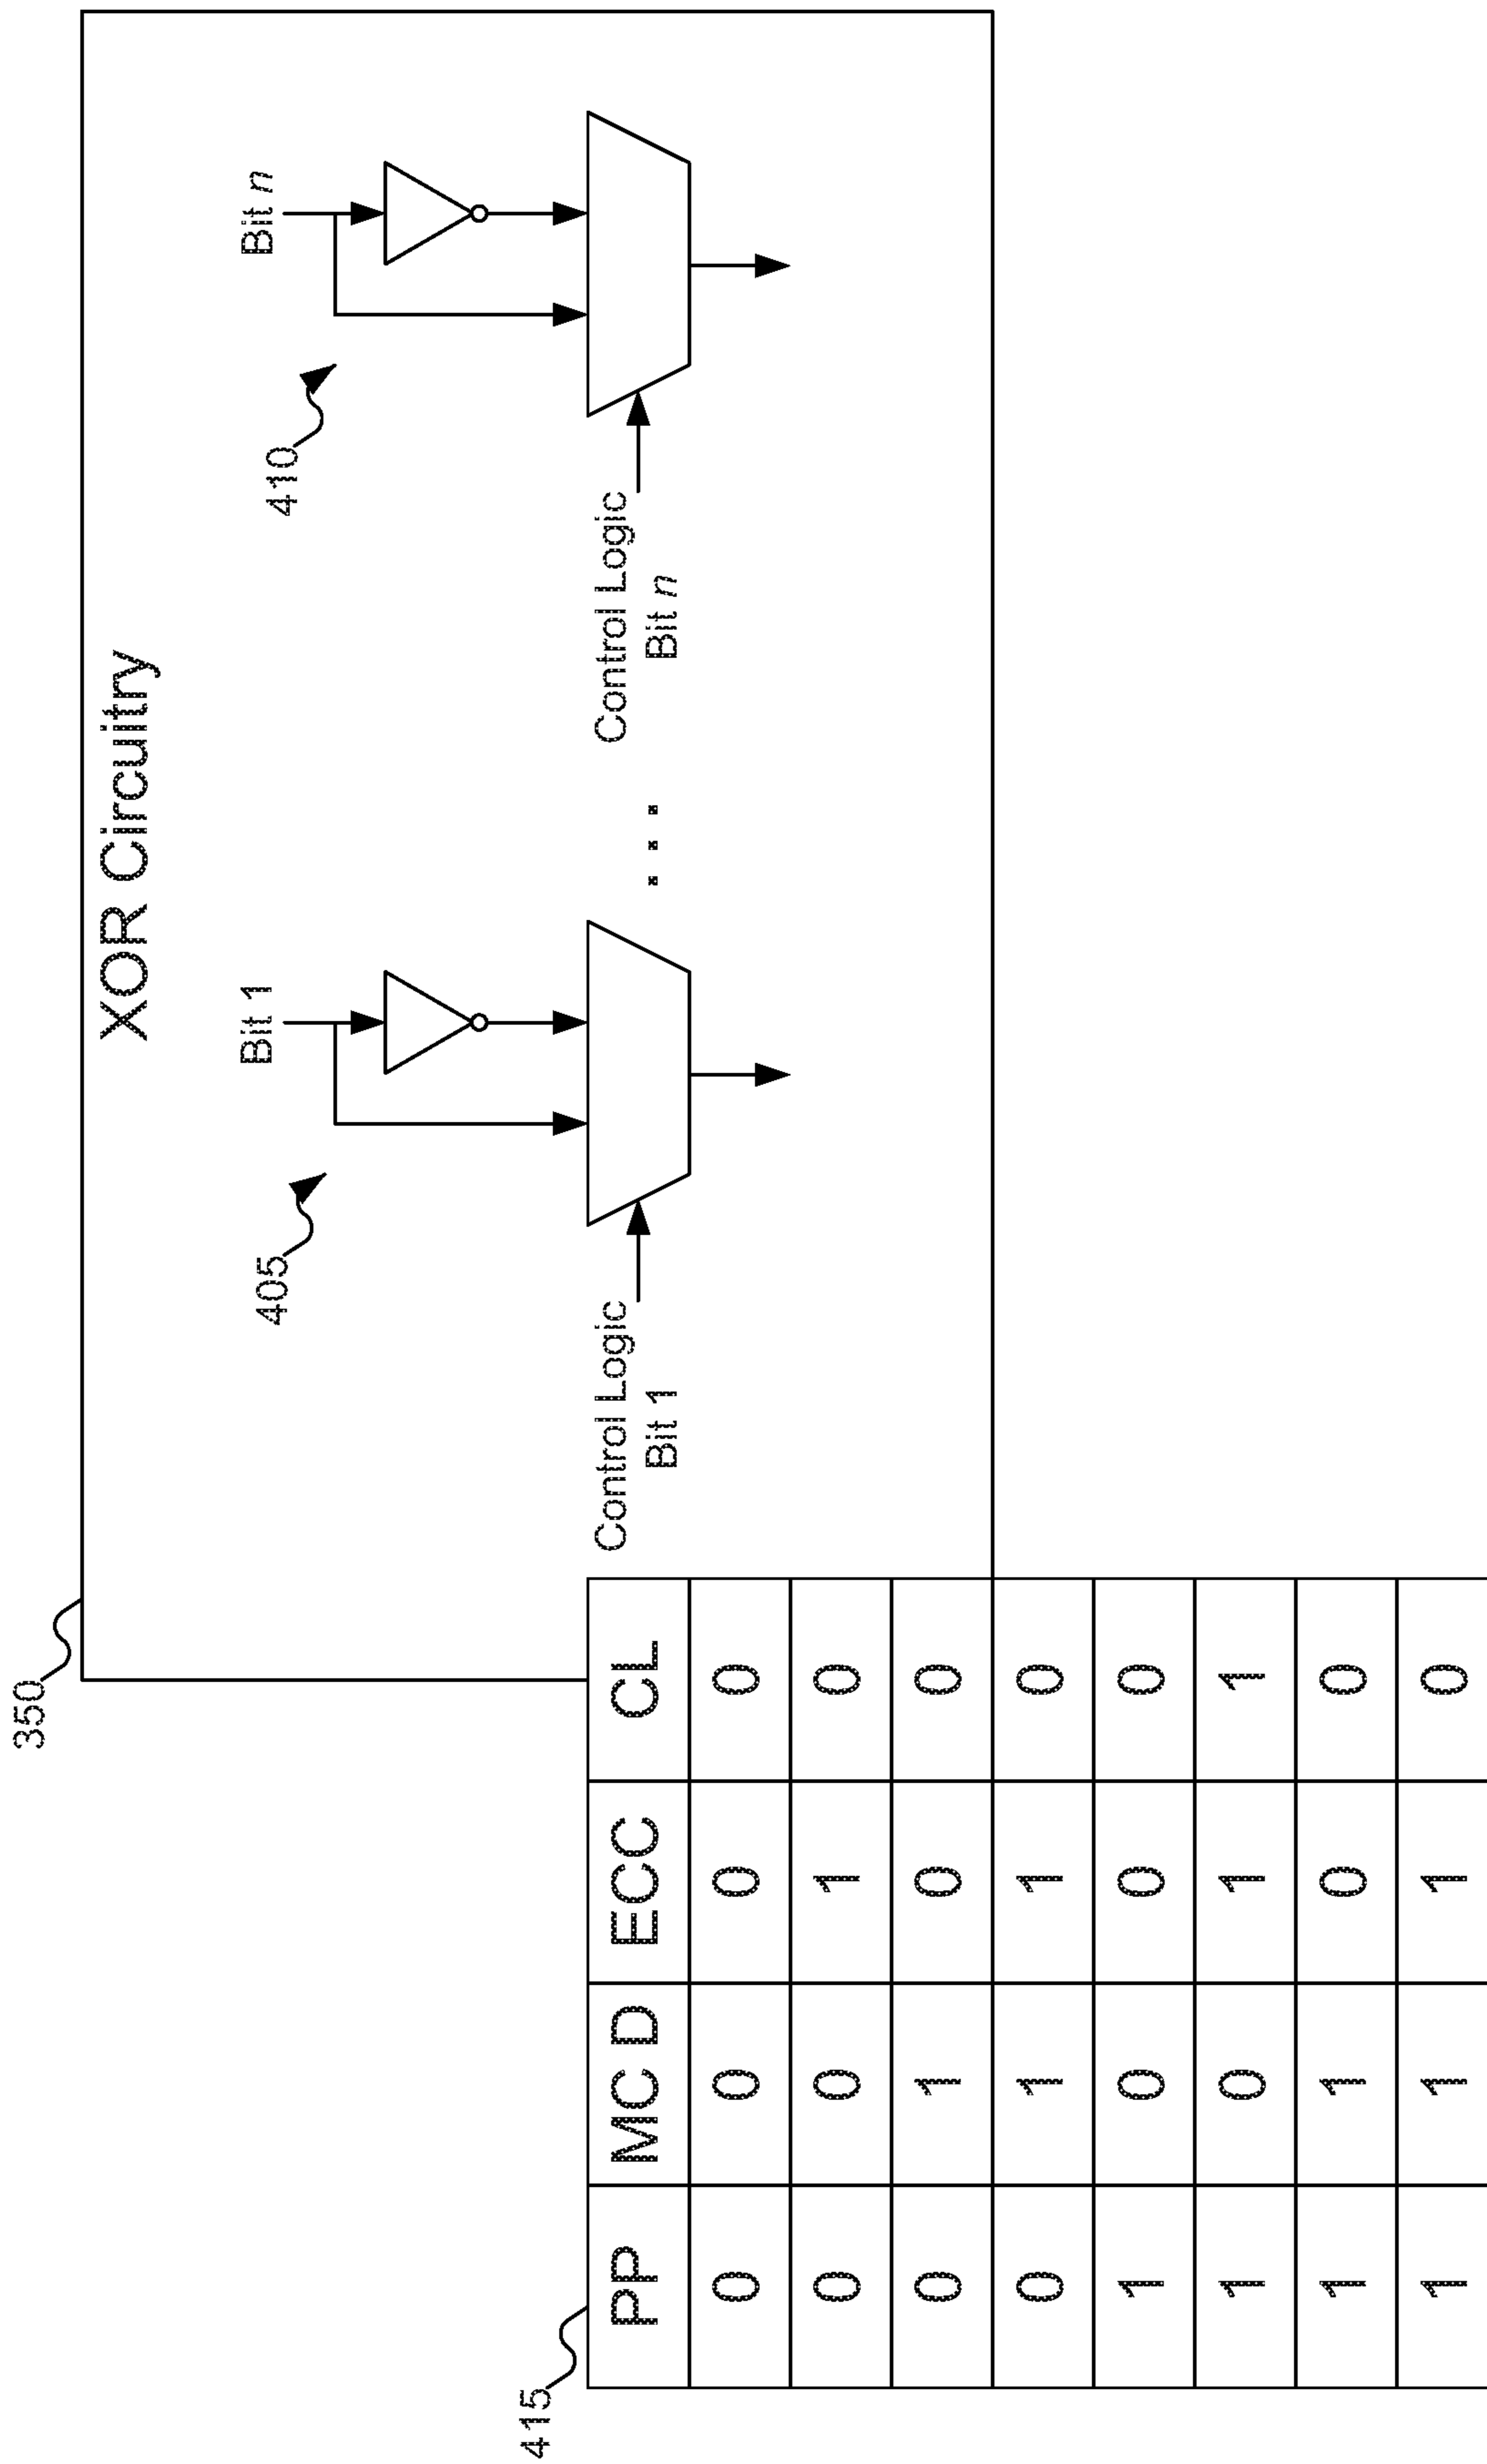 350
XOR Circuitry
Bit 1
Bit n
405
410
Control Logic
Bit 1
. . .
Control Logic
Bit n
415
PP MC D ECC CL
0 0 0 0
0 0 1 0
0 1 0 0
0 1 1 0
1 0 0 0
1 0 1 1
1 1 0 0
1 1 1 0